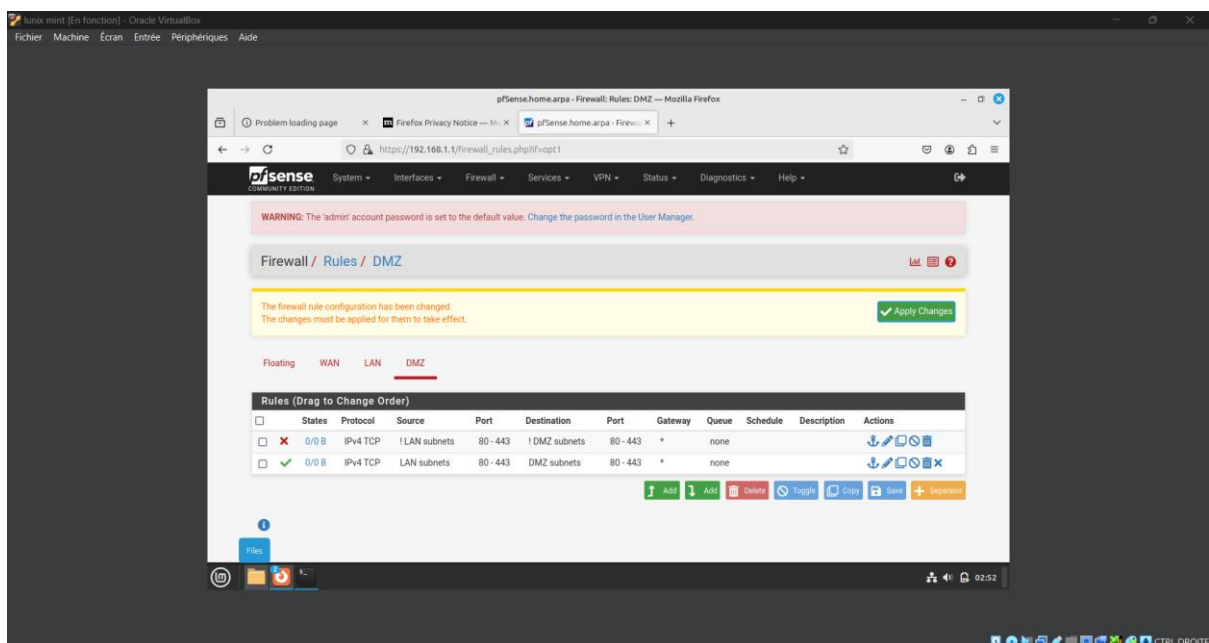 lunix mint [En fonction] - Oracle VirtualBox
Fichier Machine Écran Entrée Périphériques Aide
pfSense.home.arpa - Firewall: Rules: DMZ — Mozilla Firefox
Problem loading page Firefox Privacy Notice — Mo pfSense.home.arpa - Firewa
https://192.168.1.1/firewall_rules.php?if=opt1
pfsense System Interfaces Firewall Services VPN Status Diagnostics Help
COMMUNITY EDITION
WARNING: The 'admin' account password is set to the default value. Change the password in the User Manager.
Firewall / Rules / DMZ
The firewall rule configuration has been changed.
The changes must be applied for them to take effect.
Apply Changes
Floating WAN LAN DMZ
Rules (Drag to Change Order)
States Protocol Source Port Destination Port Gateway Queue Schedule Description Actions
0/0 B IPv4 TCP ! LAN subnets 80 - 443 ! DMZ subnets 80 - 443 * none
0/0 B IPv4 TCP LAN subnets 80 - 443 DMZ subnets 80 - 443 * none
Add Add Delete Toggle Copy Save Separator
Files
2
02:52
CTRL DROITE